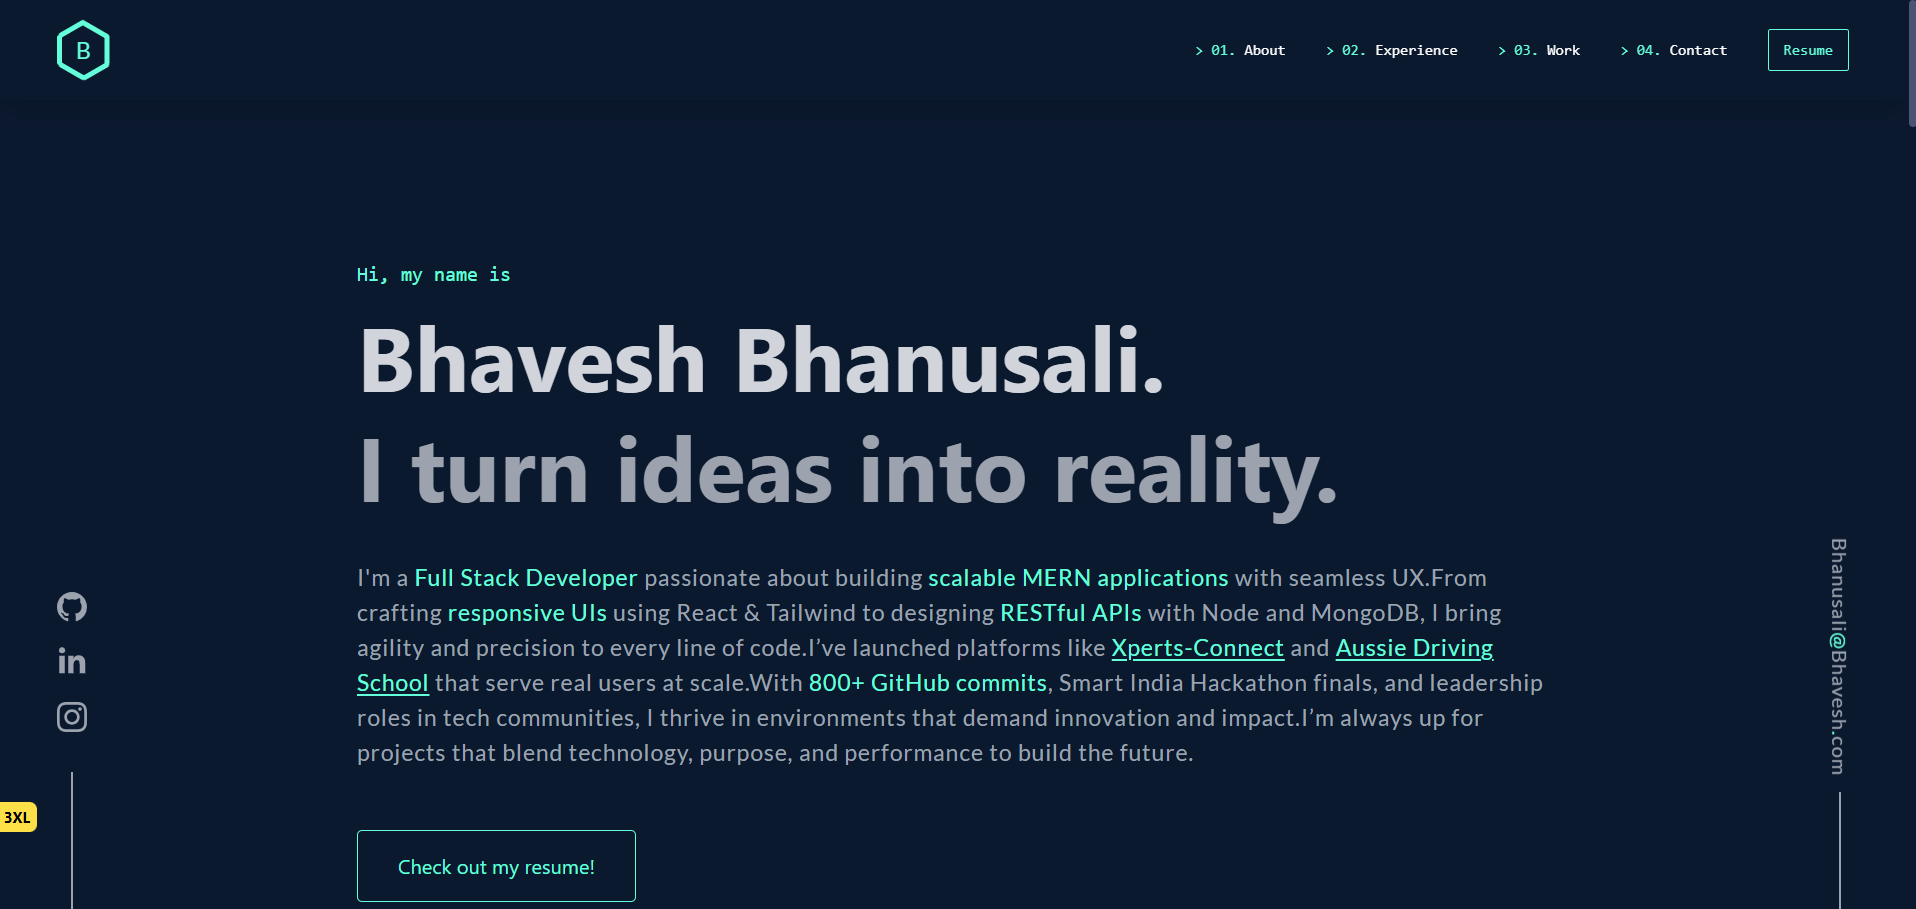 B
> 01. About > 02. Experience > 03. Work > 04. Contact Resume
Hi, my name is
Bhavesh Bhanusali.
I turn ideas into reality.
I'm a Full Stack Developer passionate about building scalable MERN applications with seamless UX.From
crafting responsive UIs using React & Tailwind to designing RESTful APIs with Node and MongoDB, I bring
agility and precision to every line of code.I’ve launched platforms like Xperts-Connect and Aussie Driving
School that serve real users at scale.With 800+ GitHub commits, Smart India Hackathon finals, and leadership
roles in tech communities, I thrive in environments that demand innovation and impact.I’m always up for
projects that blend technology, purpose, and performance to build the future.
Check out my resume!
in
3XL
Bhanusali@Bhavesh.com